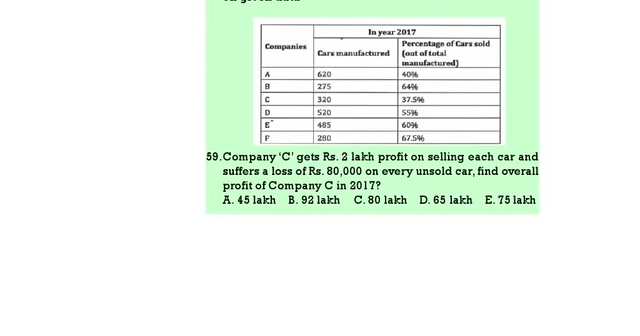 In year 2017
Companies Cars manufactured Percentage of Cars sold
(out of total
manufactured)
A 620 40%
B 275 64%
C 320 37.5%
D 520 55%
E 485 60%
F 280 67.5%
59.Company 'C' gets Rs. 2 lakh profit on selling each car and
suffers a loss of Rs. 80,000 on every unsold car, find overall
profit of Company C in 2017?
A. 45 lakh B. 92 lakh C. 80 lakh D. 65 lakh E. 75 lakh